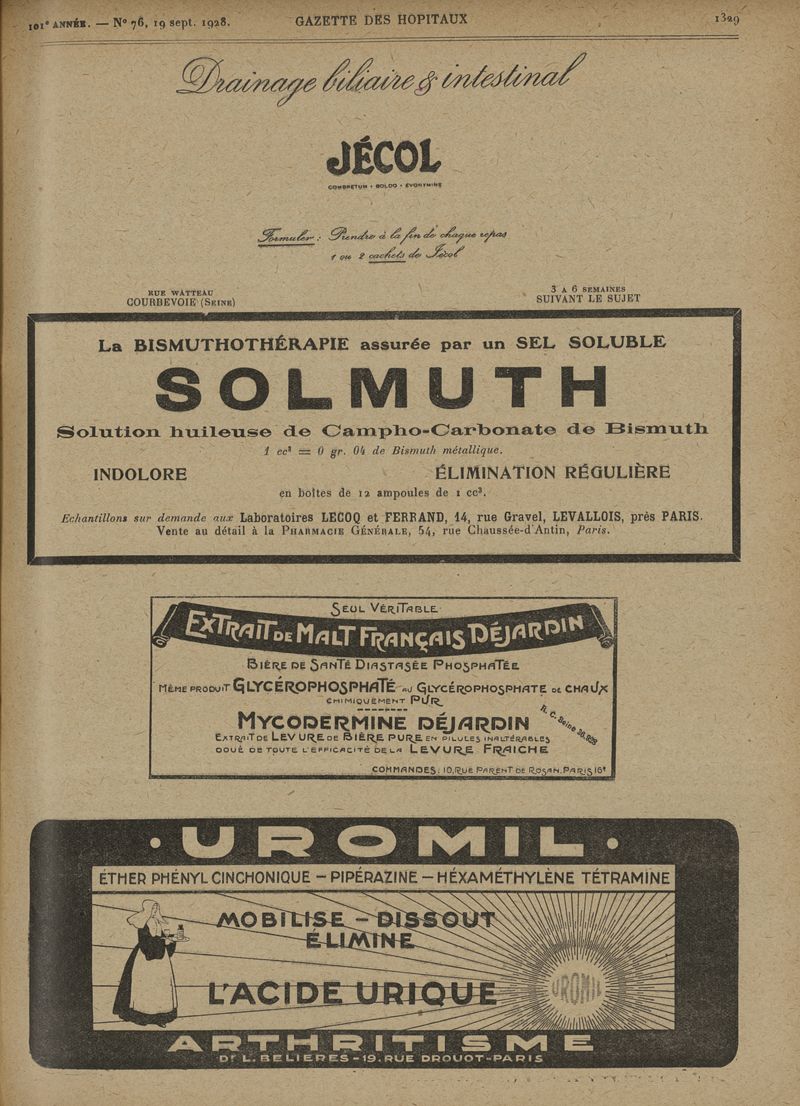 101e ANNÉE. — No 76, 19 sept. 1928. GAZETTE DES HOPITAUX 1329
Drainage biliaire & intestinal
JÉCOL
COMBRETUM • BOLDO • ÉVONYMINE
Formuler : Prendre à la fin de chaque repas
1 ou 2 cachets de Jécol
RUE WATTEAU
COURBEVOIE (SEINE)
3 A 6 SEMAINES
SUIVANT LE SUJET
La BISMUTHOTHÉRAPIE assurée par un SEL SOLUBLE
SOLMUTH
Solution huileuse de Campho-Carbonate de Bismuth
1 cc³ = 0 gr. 04 de Bismuth métallique.
INDOLORE ÉLIMINATION RÉGULIÈRE
en boîtes de 12 ampoules de 1 cc³.
Echantillons sur demande aux Laboratoires LECOQ et FERRAND, 14, rue Gravel, LEVALLOIS, près PARIS.
Vente au détail à la PHARMACIE GÉNÉRALE, 54, rue Chaussée-d'Antin, Paris.
SEUL VÉRITABLE
EXTRAIT DE MALT FRANÇAIS DÉJARDIN
BIÈRE DE SANTÉ DIASTASÉE PHOSPHATÉE
MÊME PRODUIT GLYCÉROPHOSPHATÉ AU GLYCÉROPHOSPHATE DE CHAUX
CHIMIQUEMENT PUR
MYCODERMINE DÉJARDIN
R. C. Seine
EXTRAIT DE LEVURE DE BIÈRE PURE EN PILULES INALTÉRABLES
DOUÉ DE TOUTE L'EFFICACITÉ DE LA LEVURE FRAICHE
COMMANDES : 10, RUE PARENT DE ROSAN. PARIS 16e
• UROMIL •
ÉTHER PHÉNYL CINCHONIQUE – PIPÉRAZINE – HÉXAMÉTHYLÈNE TÉTRAMINE
MOBILISE – DISSOUT
ÉLIMINE
L'ACIDE URIQUE
UROMIL
ARTHRITISME
Dr L. BELIERES - 19. RUE DROUOT - PARIS